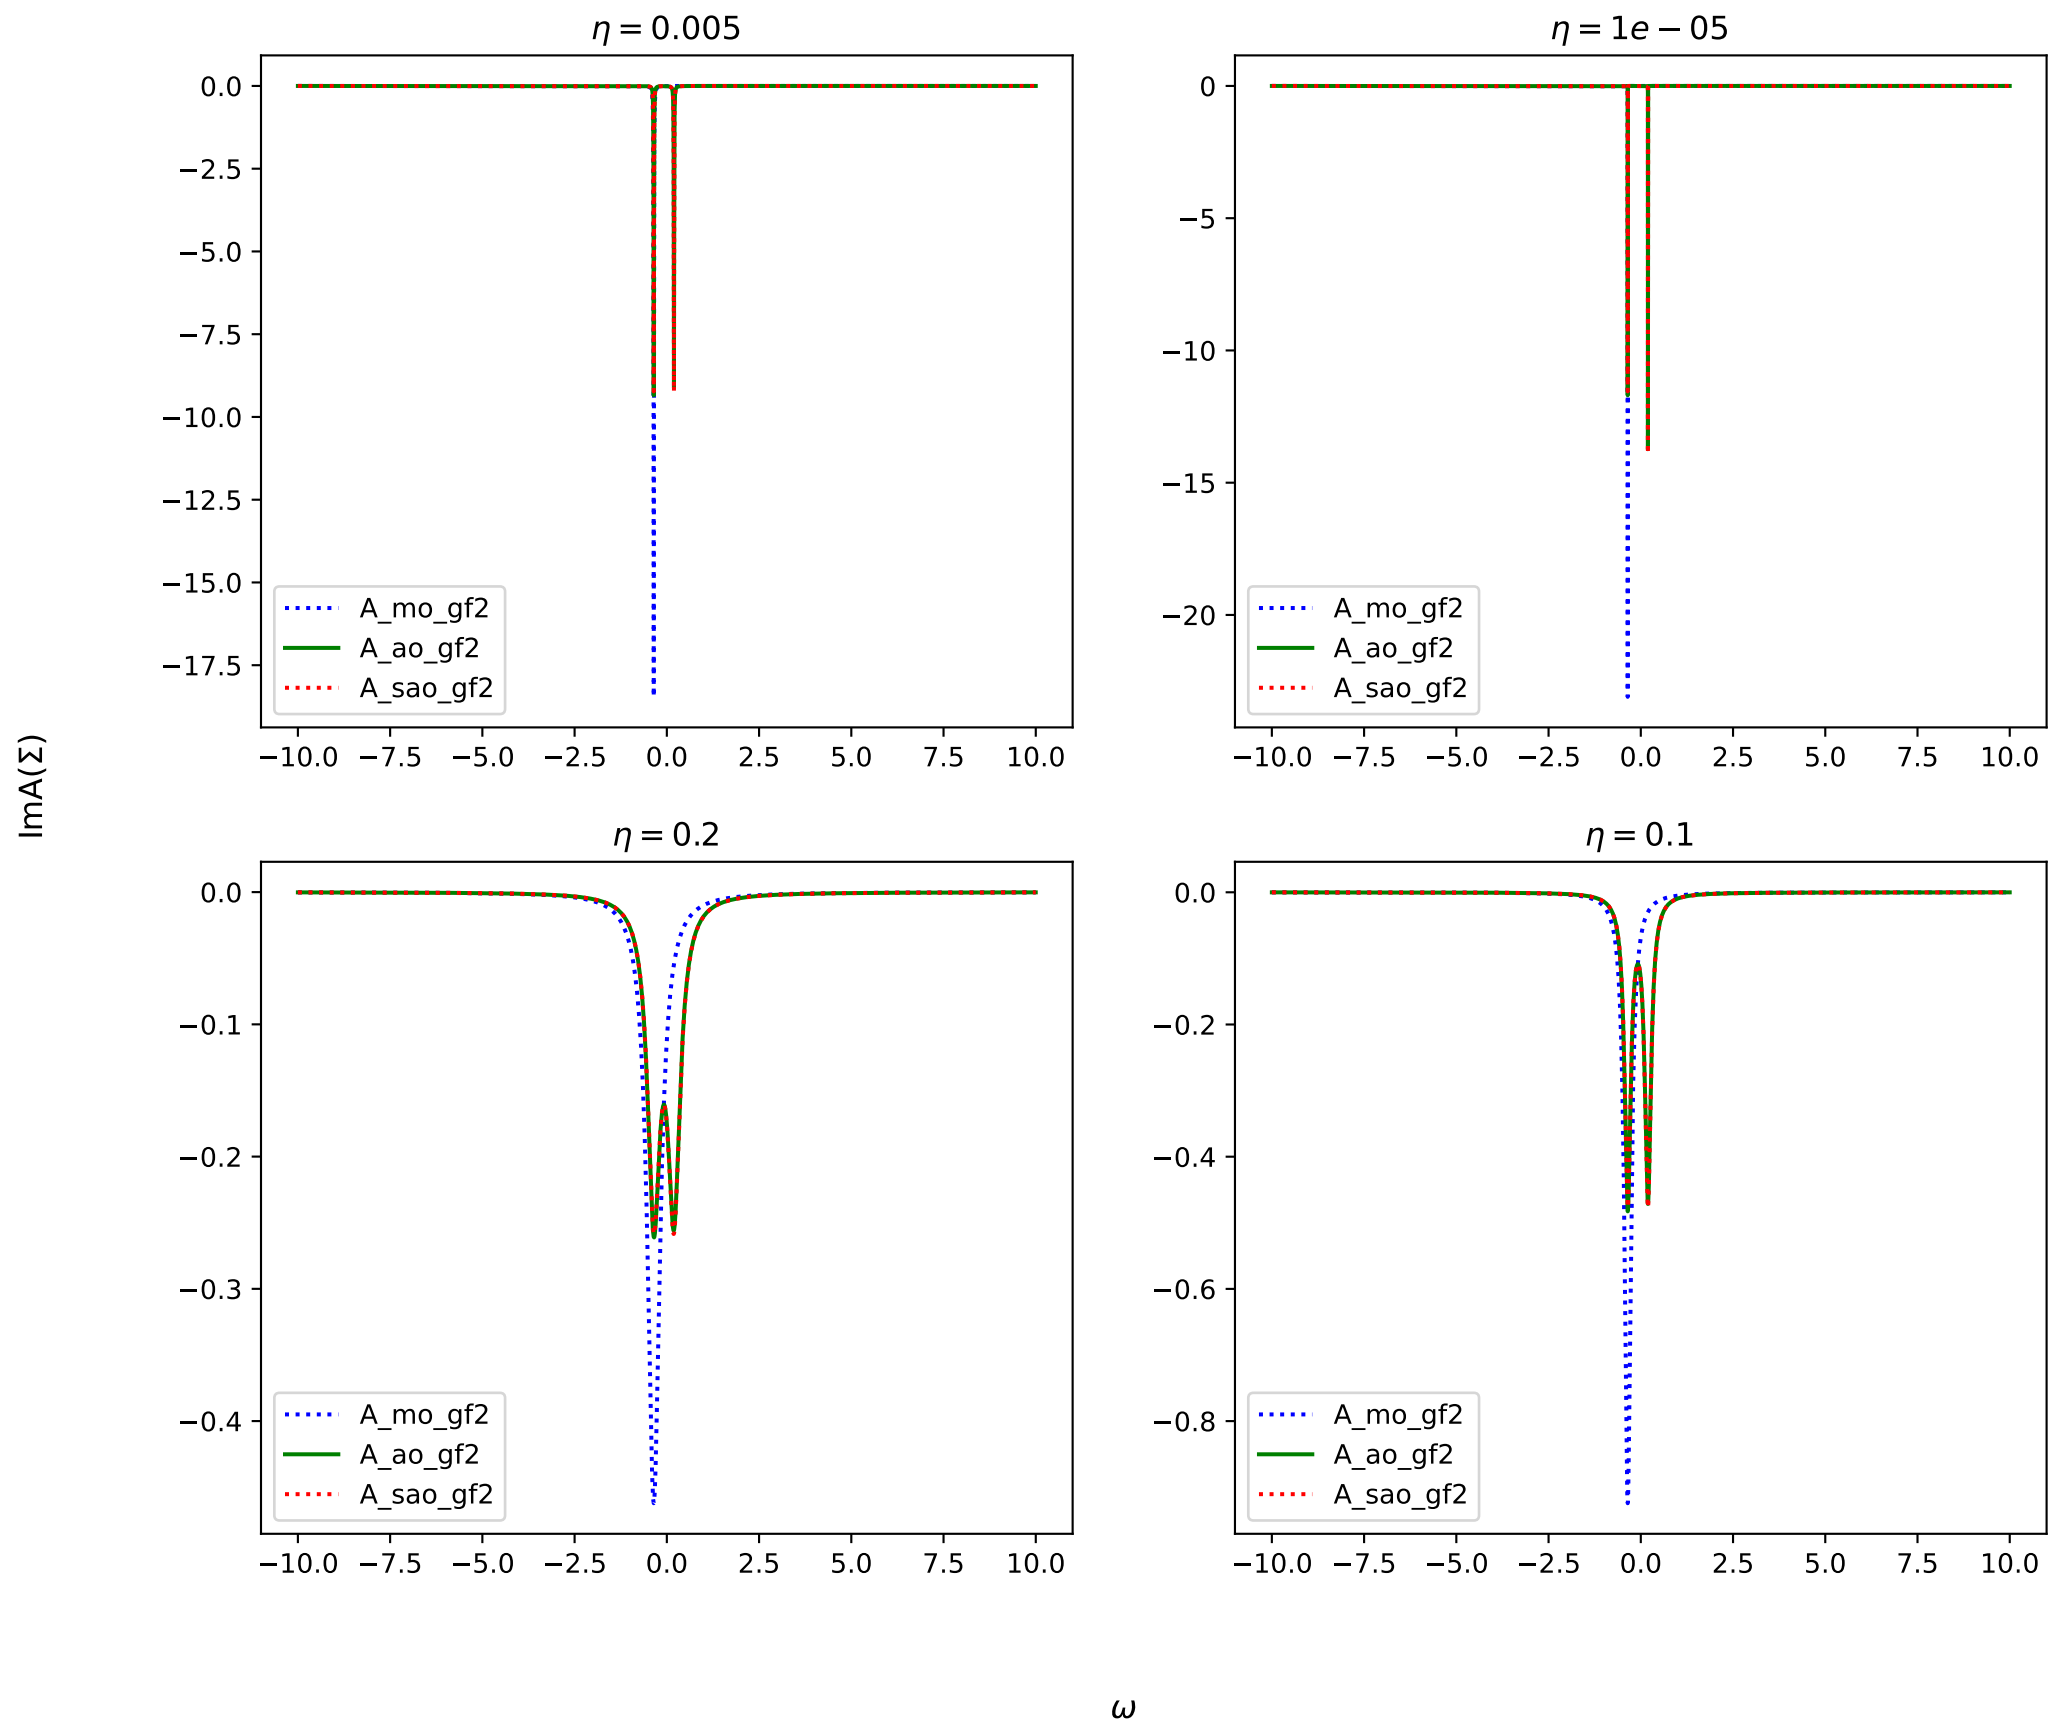 η = 0.005
0.0
−2.5
−5.0
−7.5
−10.0
−12.5
−15.0
−17.5
A_mo_gf2
A_ao_gf2
A_sao_gf2
−10.0 −7.5 −5.0 −2.5 0.0 2.5 5.0 7.5 10.0
η = 1e − 05
0
−5
−10
−15
−20
A_mo_gf2
A_ao_gf2
A_sao_gf2
−10.0 −7.5 −5.0 −2.5 0.0 2.5 5.0 7.5 10.0
ImA(Σ)
η = 0.2
0.0
−0.1
−0.2
−0.3
−0.4
A_mo_gf2
A_ao_gf2
A_sao_gf2
−10.0 −7.5 −5.0 −2.5 0.0 2.5 5.0 7.5 10.0
η = 0.1
0.0
−0.2
−0.4
−0.6
−0.8
A_mo_gf2
A_ao_gf2
A_sao_gf2
−10.0 −7.5 −5.0 −2.5 0.0 2.5 5.0 7.5 10.0
ω